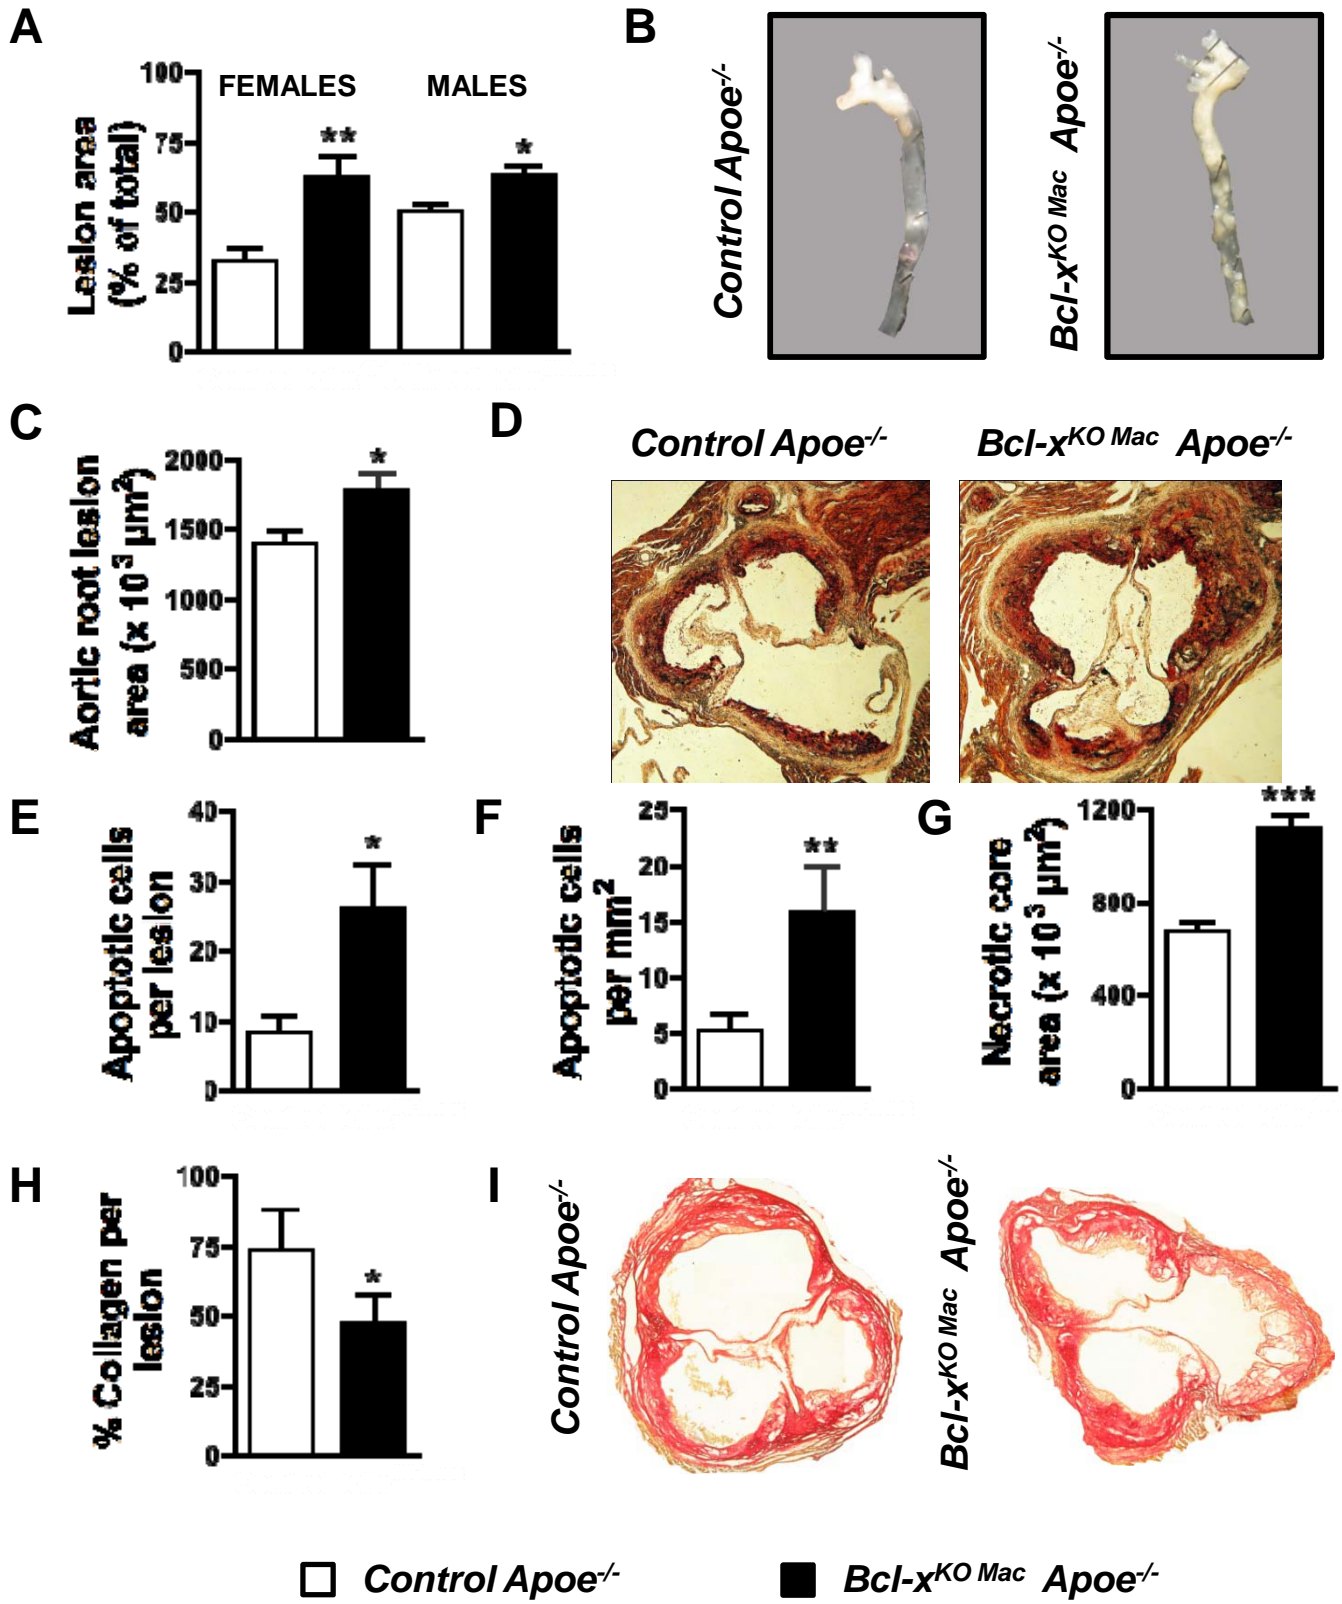 A
Lesion area
(% of total)
100
75
50
25
0
FEMALES MALES
** *
B
Control Apoe-/-
Bcl-xKO Mac Apoe-/-
C
Aortic root lesion
area (x 10³ µm²)
2000
1500
1000
500
0
*
D
Control Apoe-/-
Bcl-xKO Mac Apoe-/-
E
Apoptotic cells
per lesion
40
30
20
10
0
*
F
Apoptotic cells
per mm²
25
20
15
10
5
0
**
G
Necrotic core
area (x 10³ µm²)
1200
800
400
0
***
H
% Collagen per
lesion
100
75
50
25
0
*
I
Control Apoe-/-
Bcl-xKO Mac Apoe-/-
Control Apoe-/- Bcl-xKO Mac Apoe-/-